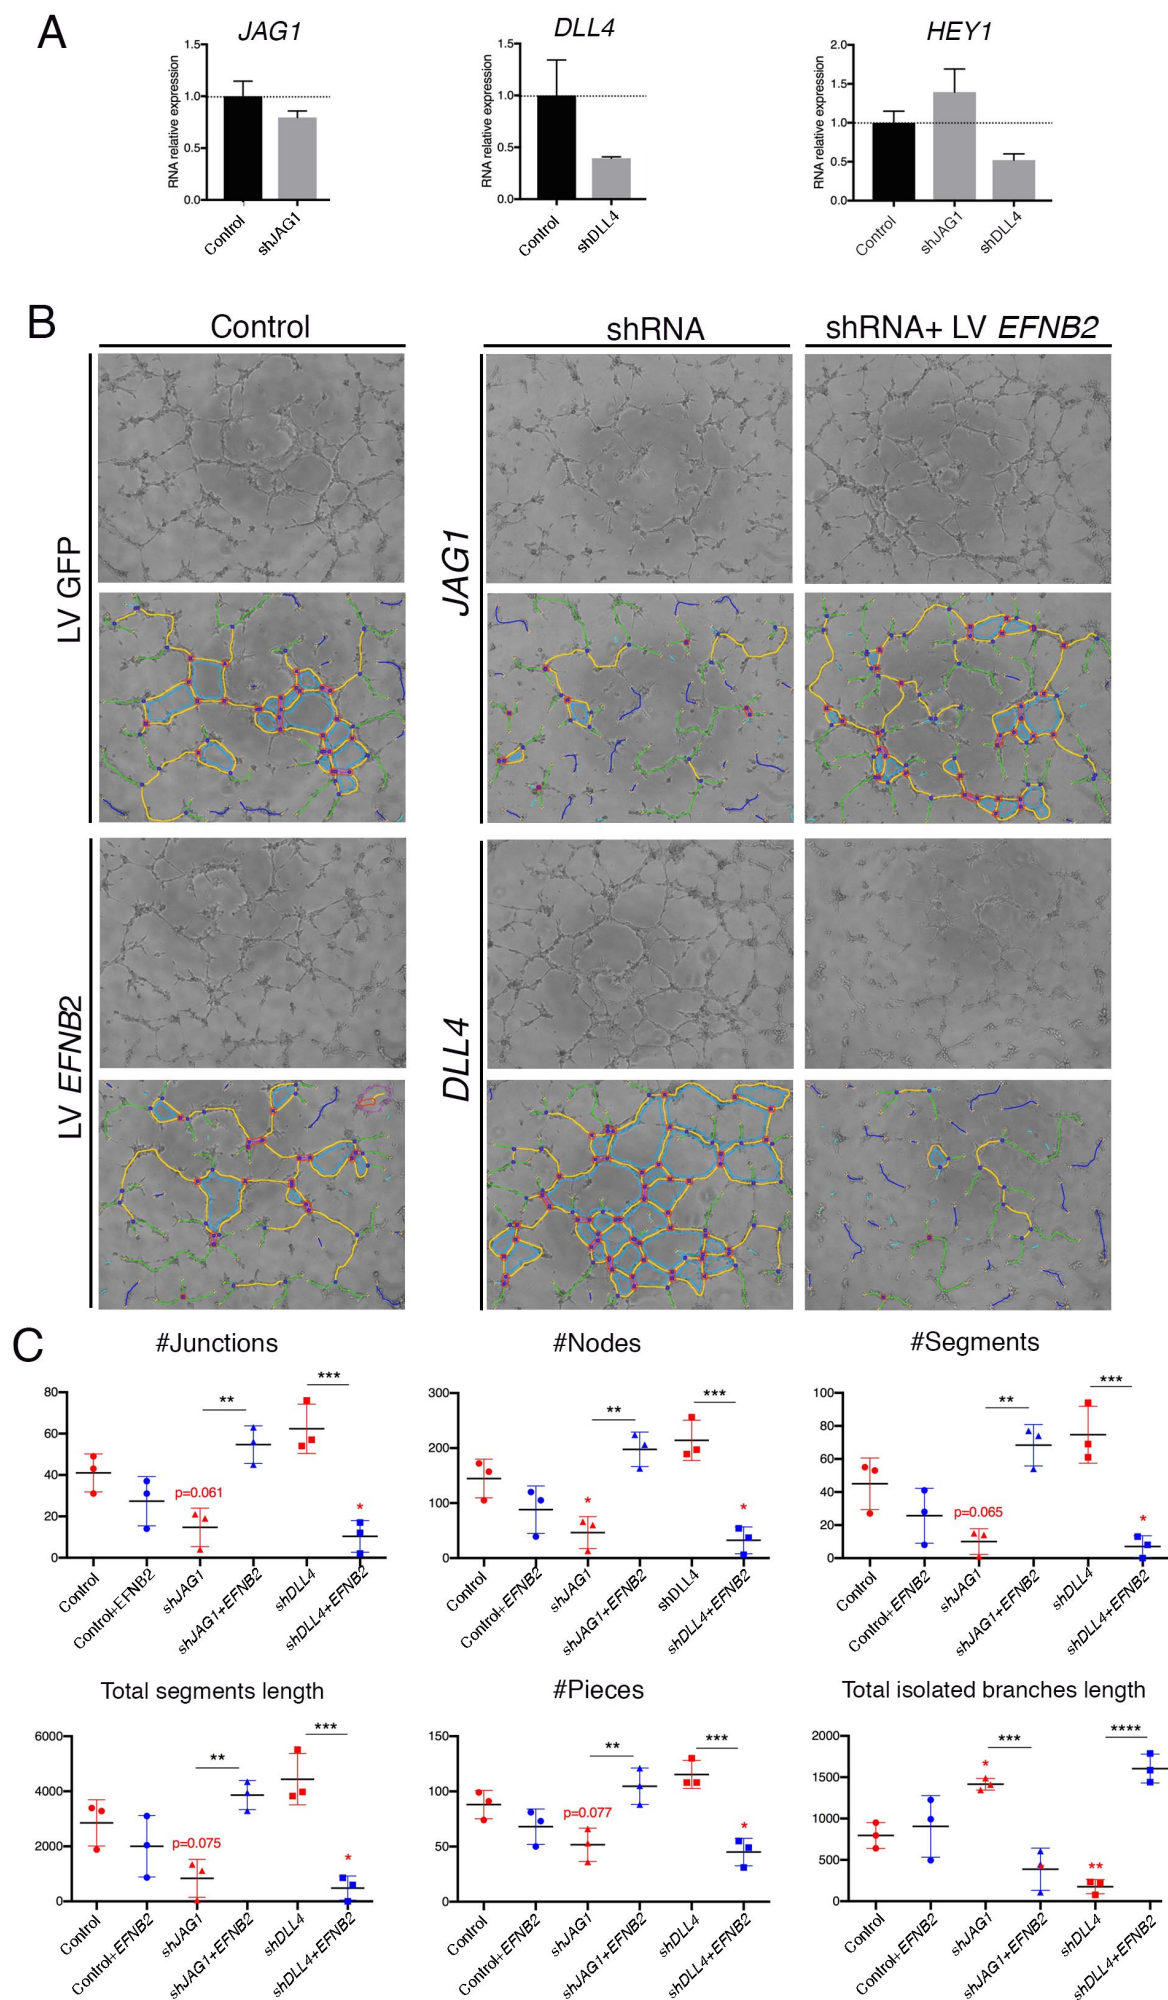 A
JAG1
DLL4
HEY1
RNA relative expression
1.5
1.0
0.5
0.0
Control
shJAG1
RNA relative expression
1.5
1.0
0.5
0.0
Control
shDLL4
RNA relative expression
2.0
1.5
1.0
0.5
0.0
Control
shJAG1
shDLL4
B
Control
shRNA
shRNA+ LV EFNB2
LV GFP
JAG1
LV EFNB2
DLL4
C
#Junctions
80
60
40
20
0
p=0.061
**
***
*
Control
Control+EFNB2
shJAG1
shJAG1+EFNB2
shDLL4
shDLL4+EFNB2
#Nodes
300
200
100
0
*
**
***
*
Control
Control+EFNB2
shJAG1
shJAG1+EFNB2
shDLL4
shDLL4+EFNB2
#Segments
100
80
60
40
20
0
p=0.065
**
***
*
Control
Control+EFNB2
shJAG1
shJAG1+EFNB2
shDLL4
shDLL4+EFNB2
Total segments length
6000
4000
2000
0
p=0.075
**
***
*
Control
Control+EFNB2
shJAG1
shJAG1+EFNB2
shDLL4
shDLL4+EFNB2
#Pieces
150
100
50
0
p=0.077
**
***
*
Control
Control+EFNB2
shJAG1
shJAG1+EFNB2
shDLL4
shDLL4+EFNB2
Total isolated branches length
2000
1500
1000
500
0
*
***
**
****
Control
Control+EFNB2
shJAG1
shJAG1+EFNB2
shDLL4
shDLL4+EFNB2